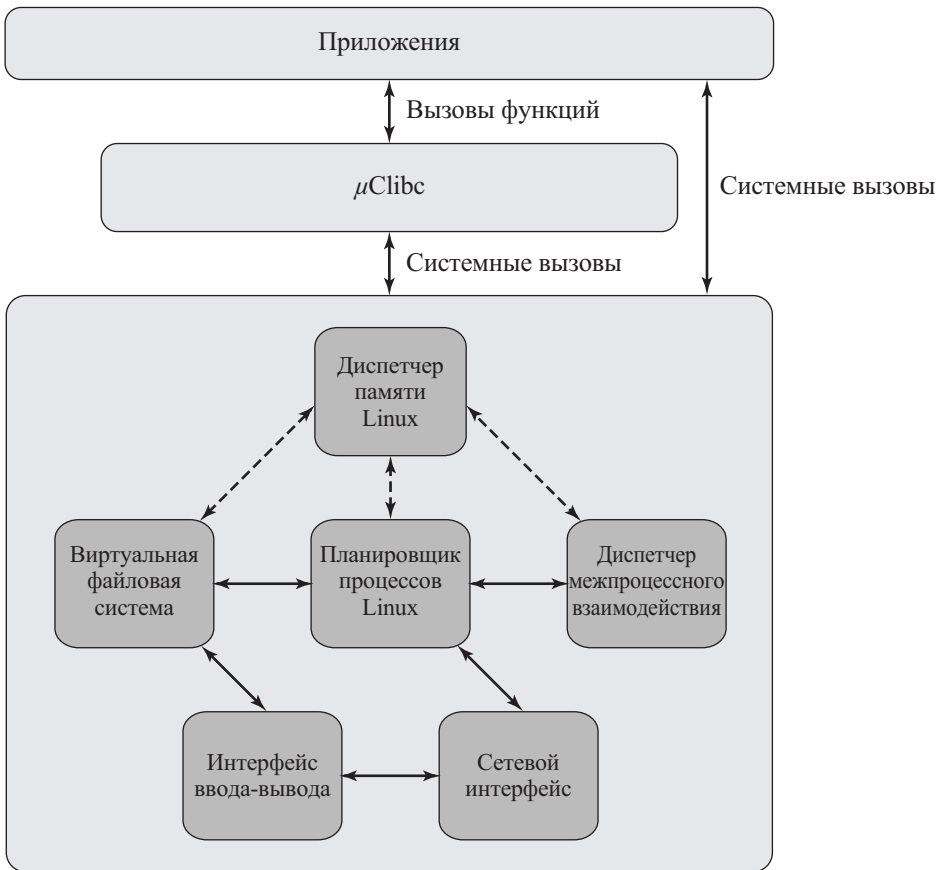 Приложения
Вызовы функций
μClibc
Системные вызовы
Системные вызовы
Диспетчер
памяти
Linux
Виртуальная
файловая
система
Планировщик
процессов
Linux
Диспетчер
межпроцессного
взаимодействия
Интерфейс
ввода-вывода
Сетевой
интерфейс